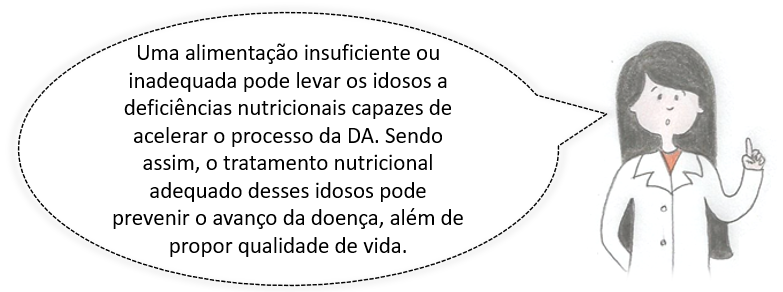 Uma alimentação insuficiente ou
inadequada pode levar os idosos a
deficiências nutricionais capazes de
acelerar o processo da DA. Sendo
assim, o tratamento nutricional
adequado desses idosos pode
prevenir o avanço da doença, além de
propor qualidade de vida.